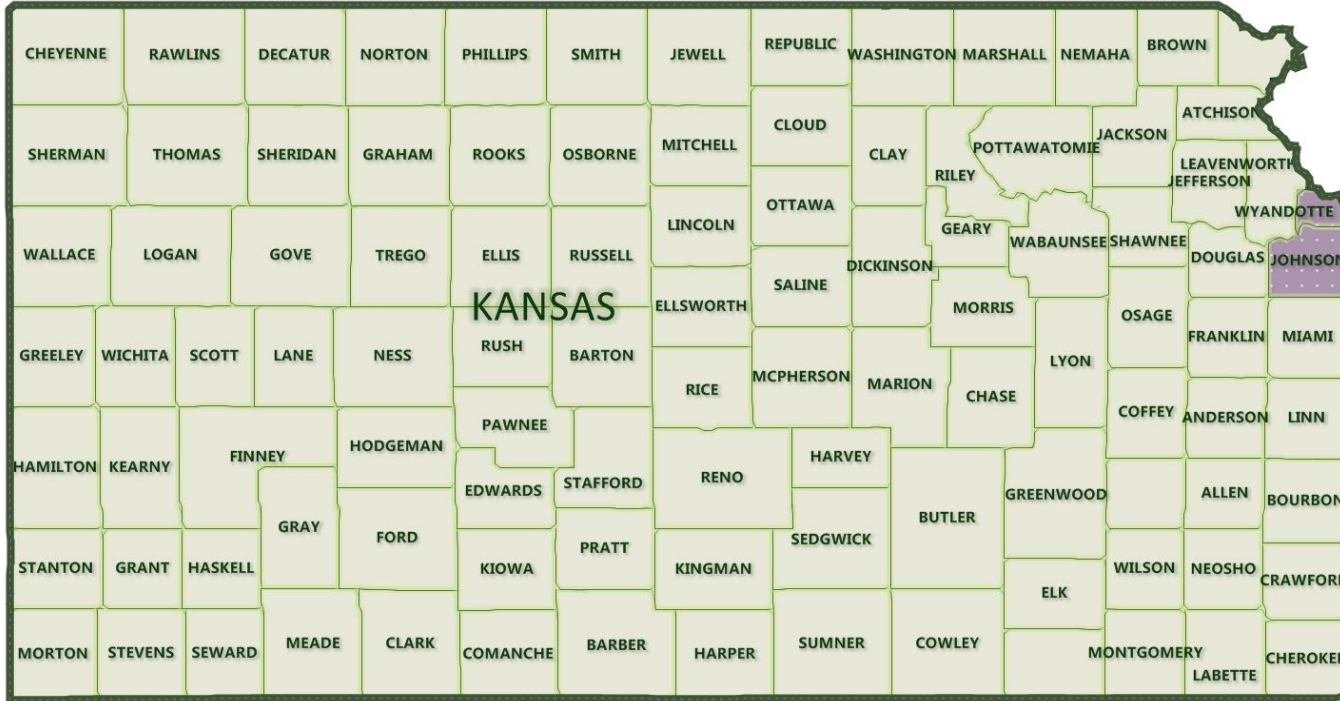 CHEYENNE
RAWLINS
DECATUR
NORTON
PHILLIPS
SMITH
JEWELL
REPUBLIC
WASHINGTON
MARSHALL
NEMAHA
BROWN
ATCHISON
SHERMAN
THOMAS
SHERIDAN
GRAHAM
ROOKS
OSBORNE
MITCHELL
CLOUD
CLAY
RILEY
POTTAWATOMIE
JACKSON
LEAVENWORTH
JEFFERSON
WYANDOTTE
LINCOLN
OTTAWA
GEARY
WABAUNSEE
SHAWNEE
DOUGLAS
JOHNSON
WALLACE
LOGAN
GOVE
TREGO
ELLIS
RUSSELL
DICKINSON
SALINE
ELLSWORTH
KANSAS
MORRIS
OSAGE
FRANKLIN
MIAMI
GREELEY
WICHITA
SCOTT
LANE
NESS
RUSH
BARTON
RICE
MCPHERSON
MARION
CHASE
LYON
COFFEY
ANDERSON
LINN
HAMILTON
KEARNY
FINNEY
HODGEMAN
PAWNEE
EDWARDS
STAFFORD
RENO
HARVEY
BUTLER
GREENWOOD
ALLEN
BOURBON
GRAY
FORD
PRATT
SEDGWICK
STANTON
GRANT
HASKELL
KIOWA
KINGMAN
ELK
WILSON
NEOSHO
CRAWFORD
MORTON
STEVENS
SEWARD
MEADE
CLARK
COMANCHE
BARBER
HARPER
SUMNER
COWLEY
MONTGOMERY
LABETTE
CHEROKEE